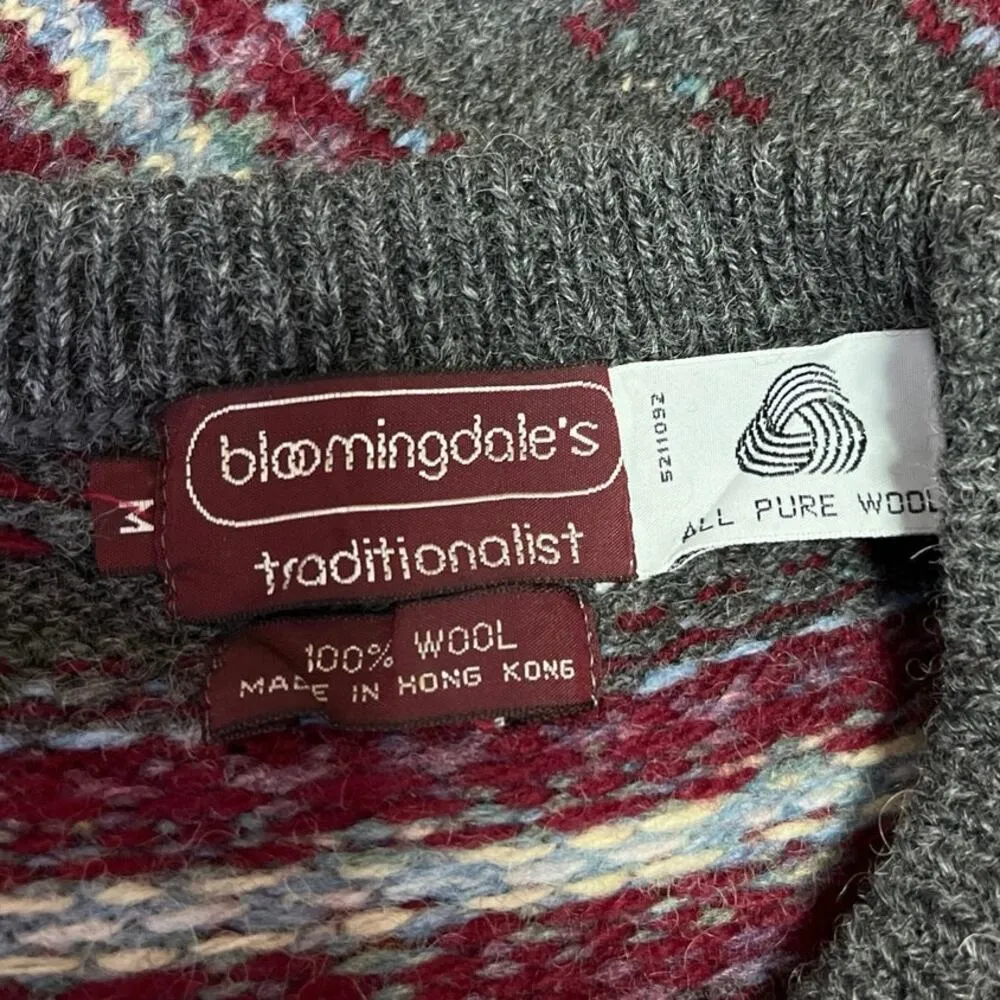 bloomingdale's
traditionalist
M
100% WOOL
MADE IN HONG KONG
5211092
ALL PURE WOOL